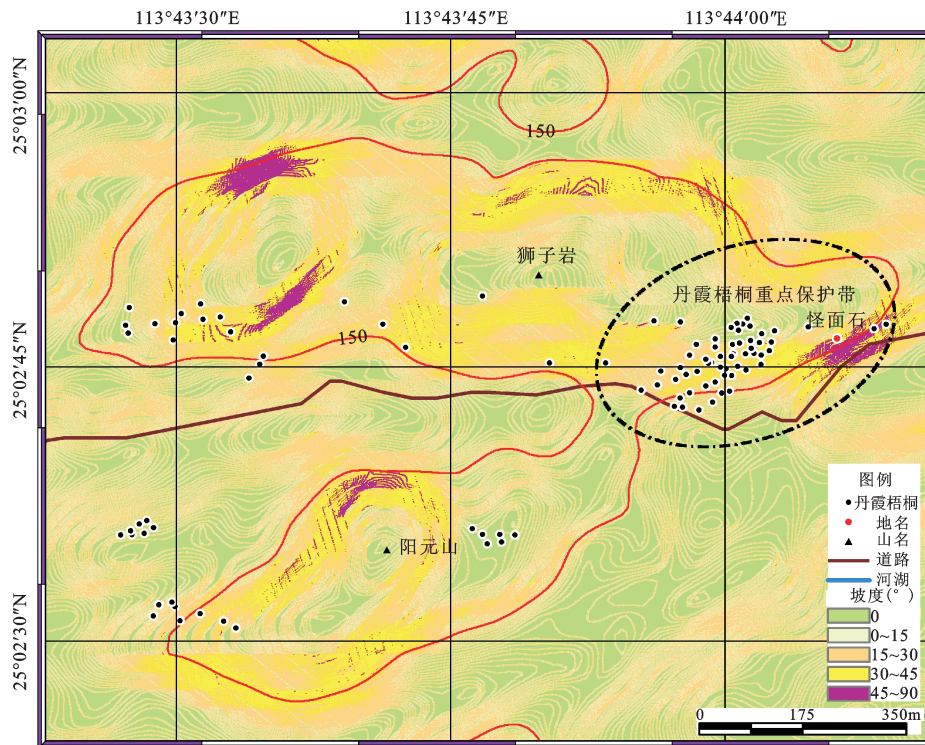 113°43′30″E
113°43′45″E
113°44′00″E
25°03′00″N
150
狮子岩
丹霞梧桐重点保护带
怪面石
150
25°02′45″N
阳元山
25°02′30″N
图例
丹霞梧桐
地名
山名
道路
河湖
坡度(°)
0
0~15
15~30
30~45
45~90
0 175 350m